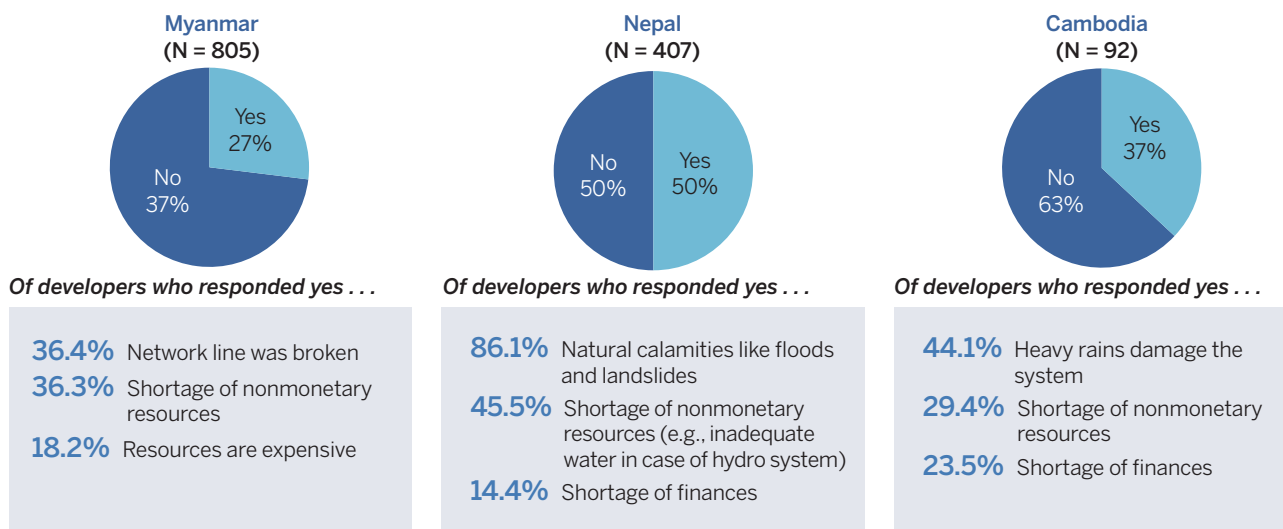 Myanmar
(N = 805)
Yes
27%
No
37%
Of developers who responded yes . . .
36.4% Network line was broken
36.3% Shortage of nonmonetary
resources
18.2% Resources are expensive
Nepal
(N = 407)
No
50%
Yes
50%
Of developers who responded yes . . .
86.1% Natural calamities like floods
and landslides
45.5% Shortage of nonmonetary
resources (e.g., inadequate
water in case of hydro system)
14.4% Shortage of finances
Cambodia
(N = 92)
Yes
37%
No
63%
Of developers who responded yes . . .
44.1% Heavy rains damage the
system
29.4% Shortage of nonmonetary
resources
23.5% Shortage of finances